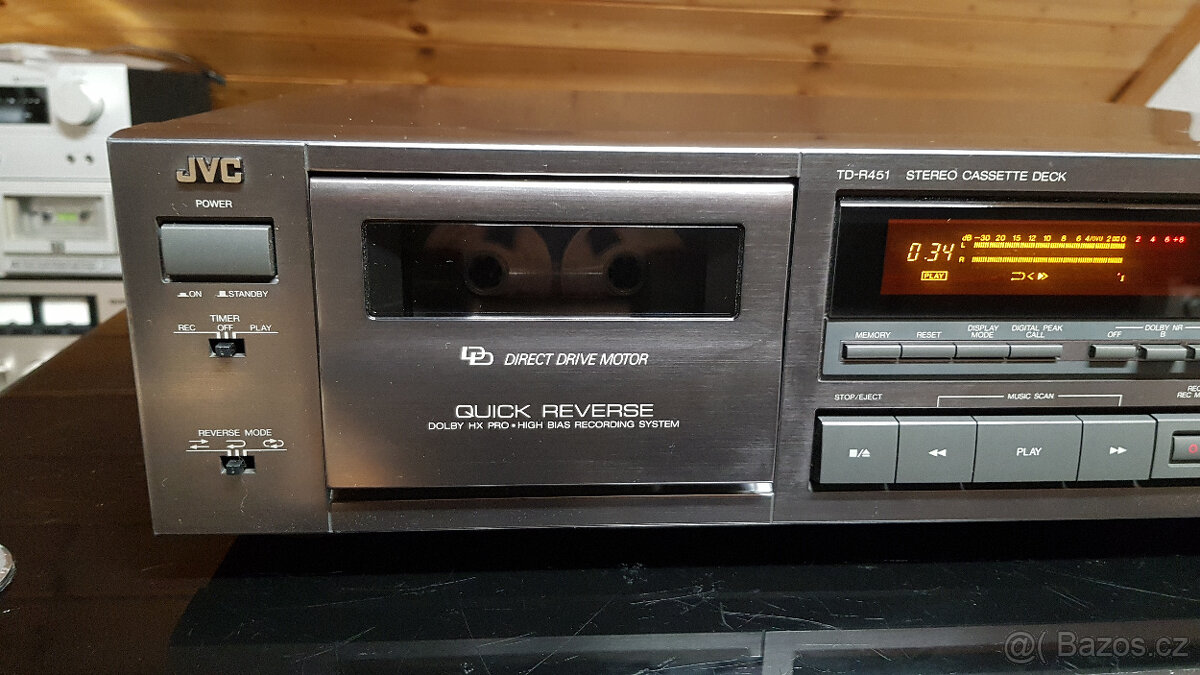 JVC
POWER
ON STANDBY
TIMER
REC OFF PLAY
REVERSE MODE
DD DIRECT DRIVE MOTOR
QUICK REVERSE
DOLBY HX PRO • HIGH BIAS RECORDING SYSTEM
TD-R451 STEREO CASSETTE DECK
dB -30 20 15 12 10 8 6 4 2 0 2 4 6 +8
L
R
0.34
PLAY
MEMORY RESET DISPLAY MODE DIGITAL PEAK CALL
DOLBY NR
OFF B
STOP/EJECT MUSIC SCAN
REC M
PLAY
@( Bazos.cz